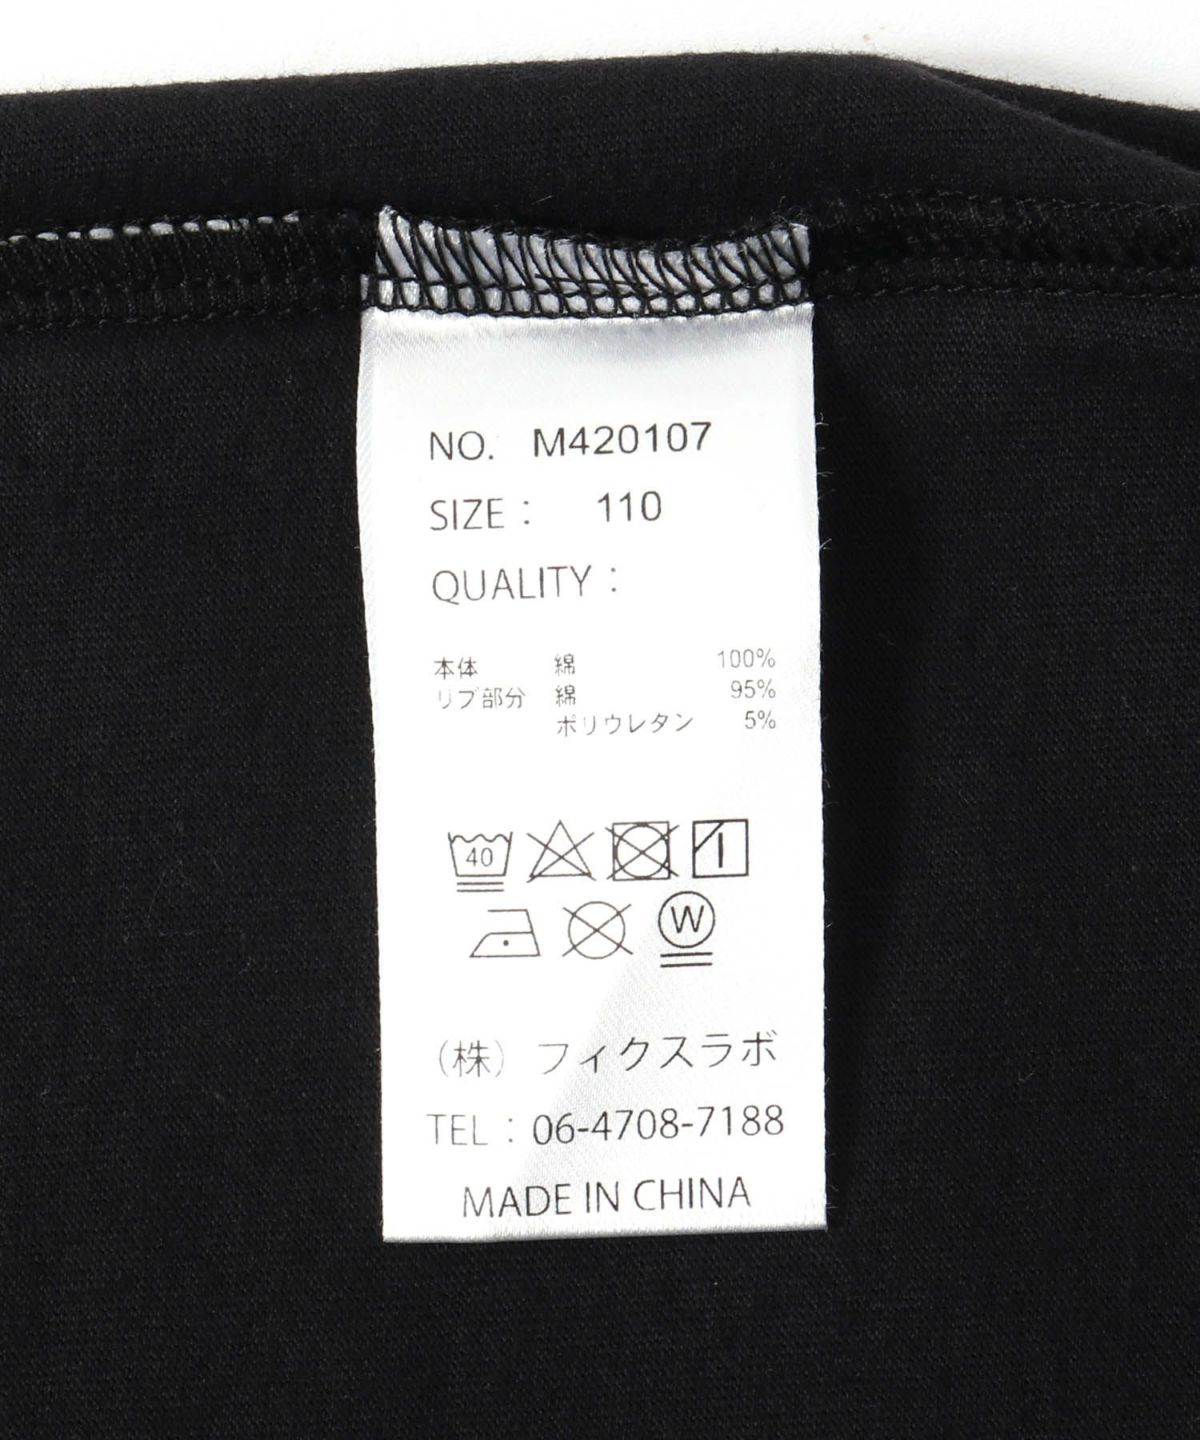 NO. M420107
SIZE： 110
QUALITY：
本体 綿 100%
リブ部分 綿 95%
ポリウレタン 5%
40
W
（株）フィクスラボ
TEL：06-4708-7188
MADE IN CHINA